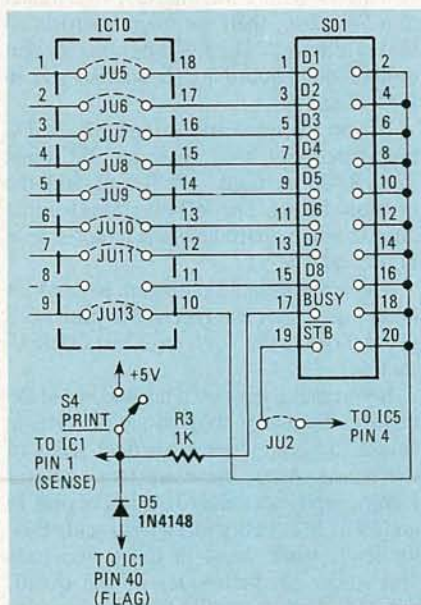 IC10 SO1
1 JU5 18 1 D1 2
2 JU6 17 3 D2 4
3 JU7 16 5 D3 6
4 JU8 15 7 D4 8
5 JU9 14 9 D5 10
6 JU10 13 11 D6 12
7 JU11 12 13 D7 14
8 11 15 D8 16
9 JU13 10 17 BUSY 18
19 STB 20
+5V
S4
PRINT
R3
1K
JU2
TO IC5
PIN 4
TO IC1
PIN 1
(SENSE)
D5
1N4148
TO IC1
PIN 40
(FLAG)